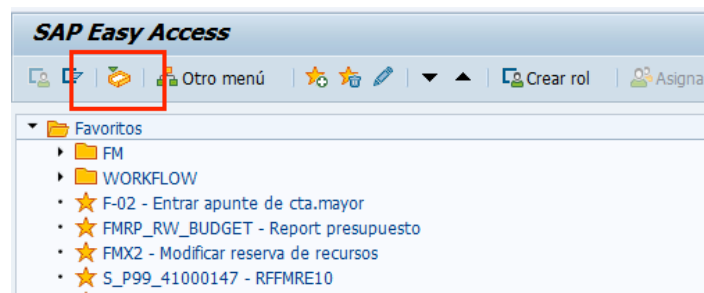 SAP Easy Access
Otro menú Crear rol Asigna
Favoritos
FM
WORKFLOW
F-02 - Entrar apunte de cta.mayor
FMRP_RW_BUDGET - Report presupuesto
FMX2 - Modificar reserva de recursos
S_P99_41000147 - RFFMRE10